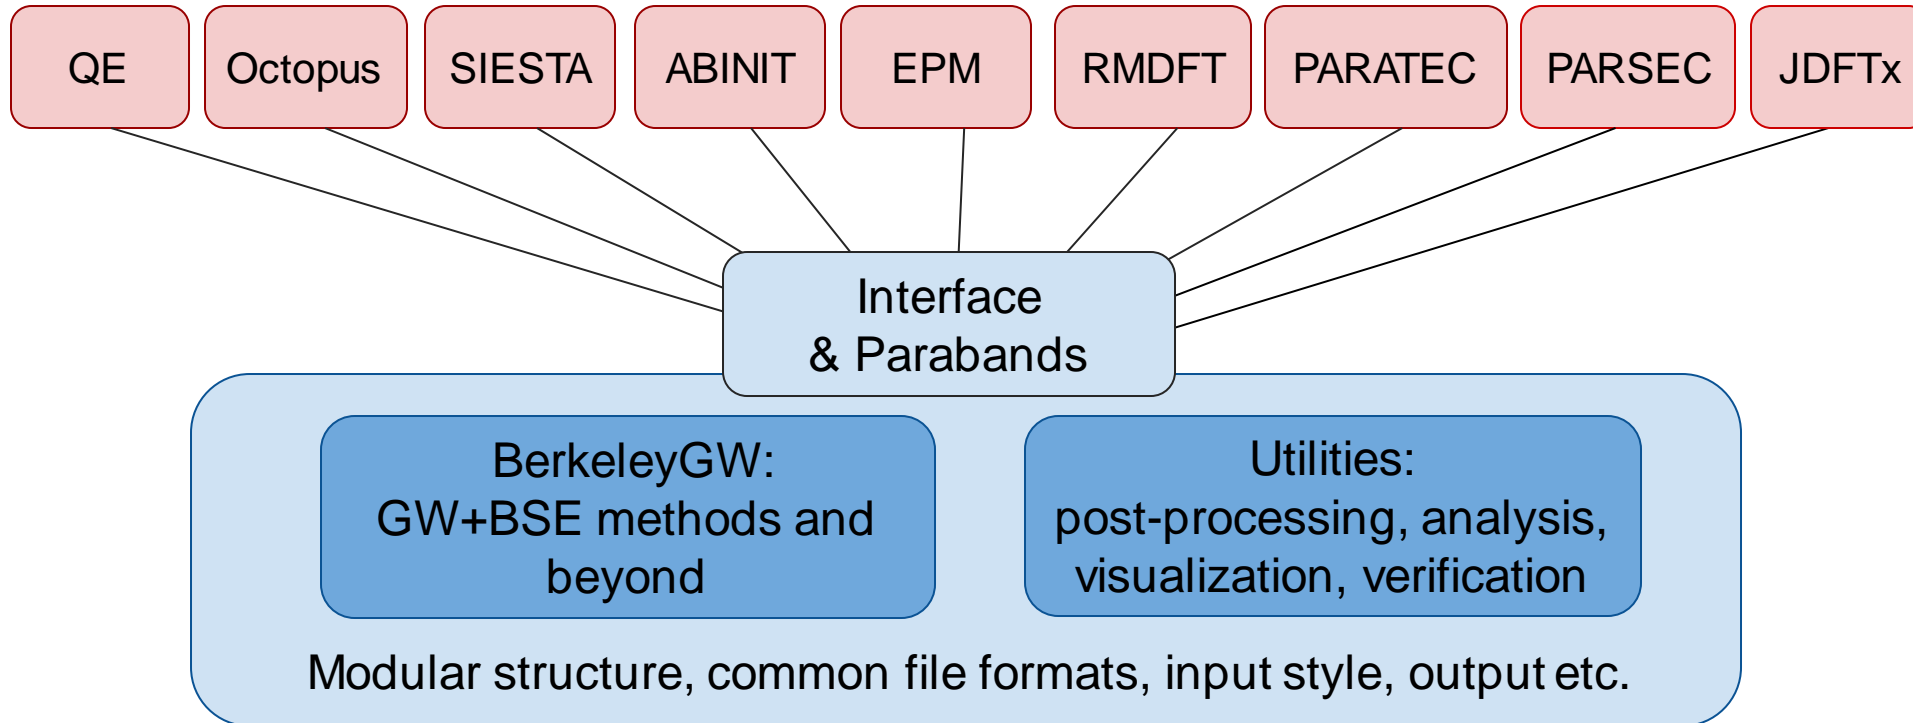 QE
Octopus
SIESTA
ABINIT
EPM
RMDFT
PARATEC
PARSEC
JDFTx
Interface
& Parabands
BerkeleyGW:
GW+BSE methods and
beyond
Utilities:
post-processing, analysis,
visualization, verification
Modular structure, common file formats, input style, output etc.